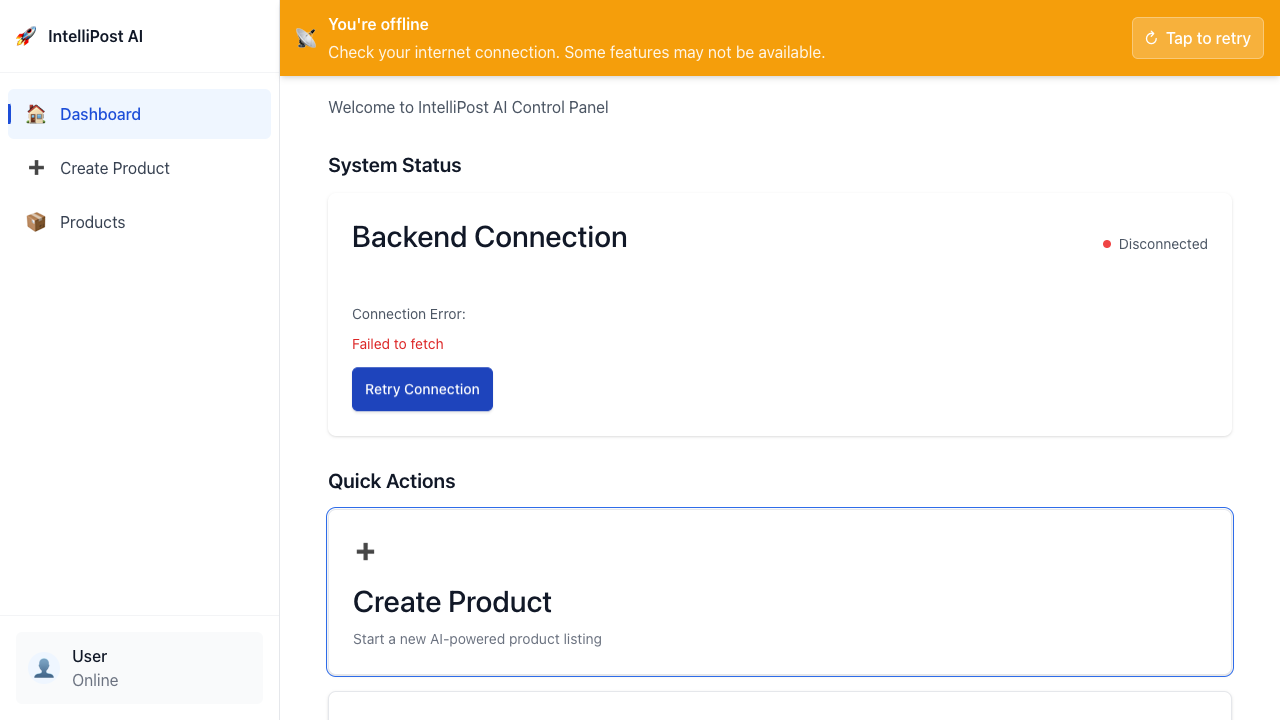 IntelliPost AI
Dashboard
Create Product
Products
User
Online
You're offline
Check your internet connection. Some features may not be available.
↻ Tap to retry
Welcome to IntelliPost AI Control Panel
System Status
Backend Connection
Disconnected
Connection Error:
Failed to fetch
Retry Connection
Quick Actions
Create Product
Start a new AI-powered product listing